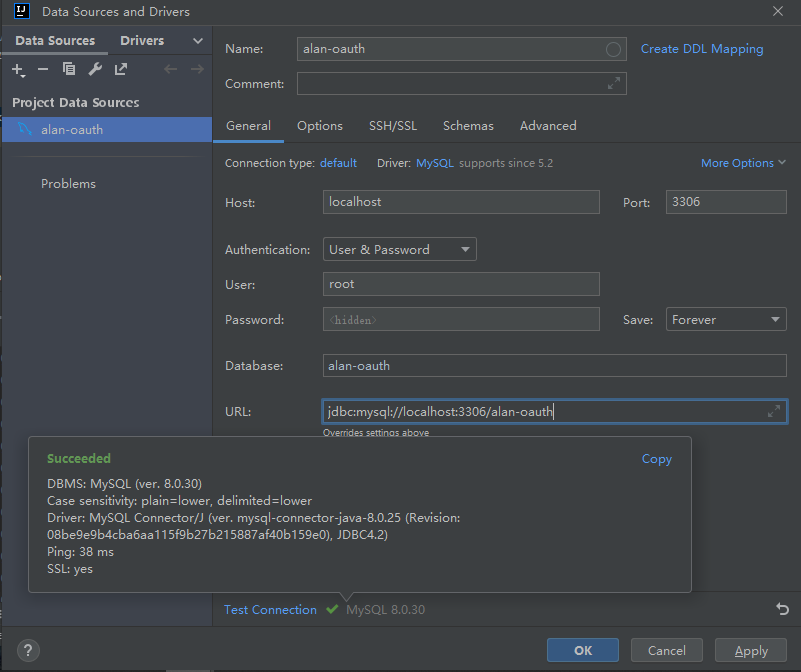 IJ Data Sources and Drivers
Data Sources Drivers
Project Data Sources
alan-oauth
Problems
Name: alan-oauth Create DDL Mapping
Comment:
General Options SSH/SSL Schemas Advanced
Connection type: default Driver: MySQL supports since 5.2 More Options
Host: localhost Port: 3306
Authentication: User & Password
User: root
Password: <hidden> Save: Forever
Database: alan-oauth
URL: jdbc:mysql://localhost:3306/alan-oauth
Overrides settings above
Succeeded Copy
DBMS: MySQL (ver. 8.0.30)
Case sensitivity: plain=lower, delimited=lower
Driver: MySQL Connector/J (ver. mysql-connector-java-8.0.25 (Revision:
08be9e9b4cba6aa115f9b27b215887af40b159e0), JDBC4.2)
Ping: 38 ms
SSL: yes
Test Connection MySQL 8.0.30
? OK Cancel Apply